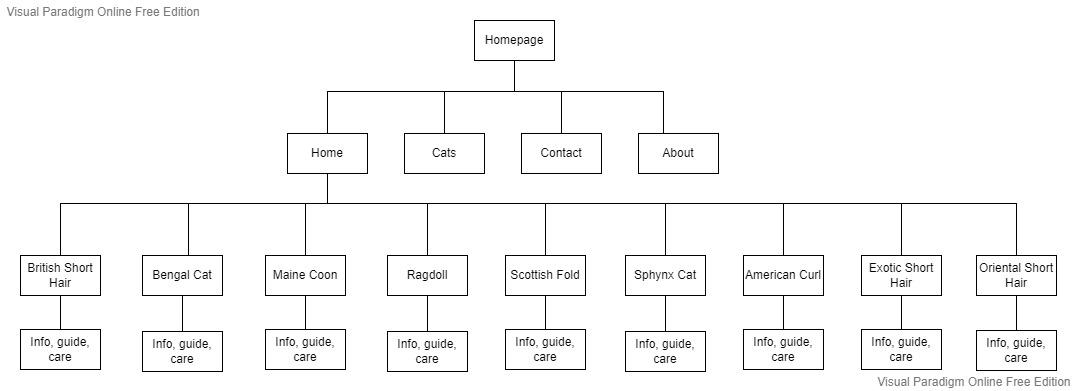 Visual Paradigm Online Free Edition
Homepage
Home
Cats
Contact
About
British Short
Hair
Bengal Cat
Maine Coon
Ragdoll
Scottish Fold
Sphynx Cat
American Curl
Exotic Short
Hair
Oriental Short
Hair
Info, guide,
care
Info, guide,
care
Info, guide,
care
Info, guide,
care
Info, guide,
care
Info, guide,
care
Info, guide,
care
Info, guide,
care
Info, guide,
care
Visual Paradigm Online Free Edition